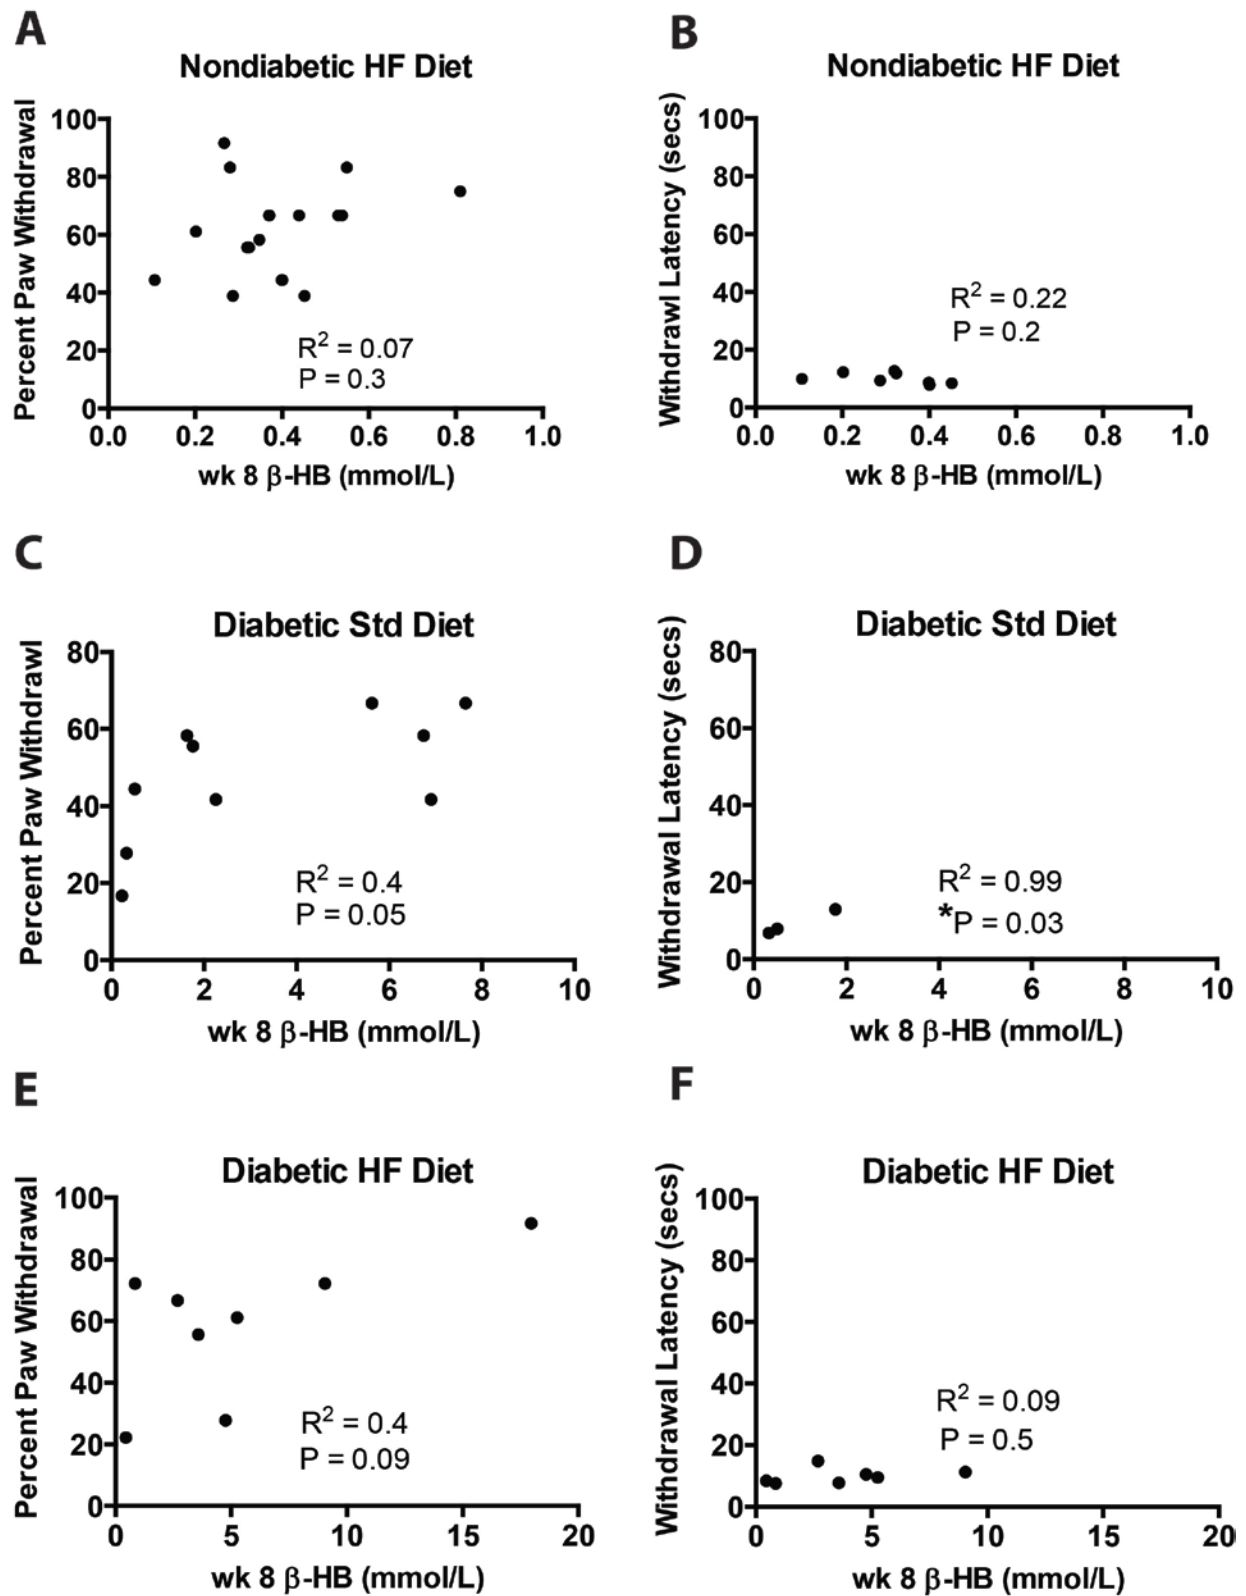 A
Nondiabetic HF Diet
Percent Paw Withdrawal
100
80
60
40
20
0
R² = 0.07
P = 0.3
0.0 0.2 0.4 0.6 0.8 1.0
wk 8 β-HB (mmol/L)
B
Nondiabetic HF Diet
Withdrawl Latency (secs)
100
80
60
40
20
0
R² = 0.22
P = 0.2
0.0 0.2 0.4 0.6 0.8 1.0
wk 8 β-HB (mmol/L)
C
Diabetic Std Diet
Percent Paw Withdrawl
80
60
40
20
0
R² = 0.4
P = 0.05
0 2 4 6 8 10
wk 8 β-HB (mmol/L)
D
Diabetic Std Diet
Withdrawal Latency (secs)
80
60
40
20
0
R² = 0.99
*P = 0.03
0 2 4 6 8 10
wk 8 β-HB (mmol/L)
E
Diabetic HF Diet
Percent Paw Withdrawal
100
80
60
40
20
0
R² = 0.4
P = 0.09
0 5 10 15 20
wk 8 β-HB (mmol/L)
F
Diabetic HF Diet
Withdrawal Latency (secs)
100
80
60
40
20
0
R² = 0.09
P = 0.5
0 5 10 15 20
wk 8 β-HB (mmol/L)